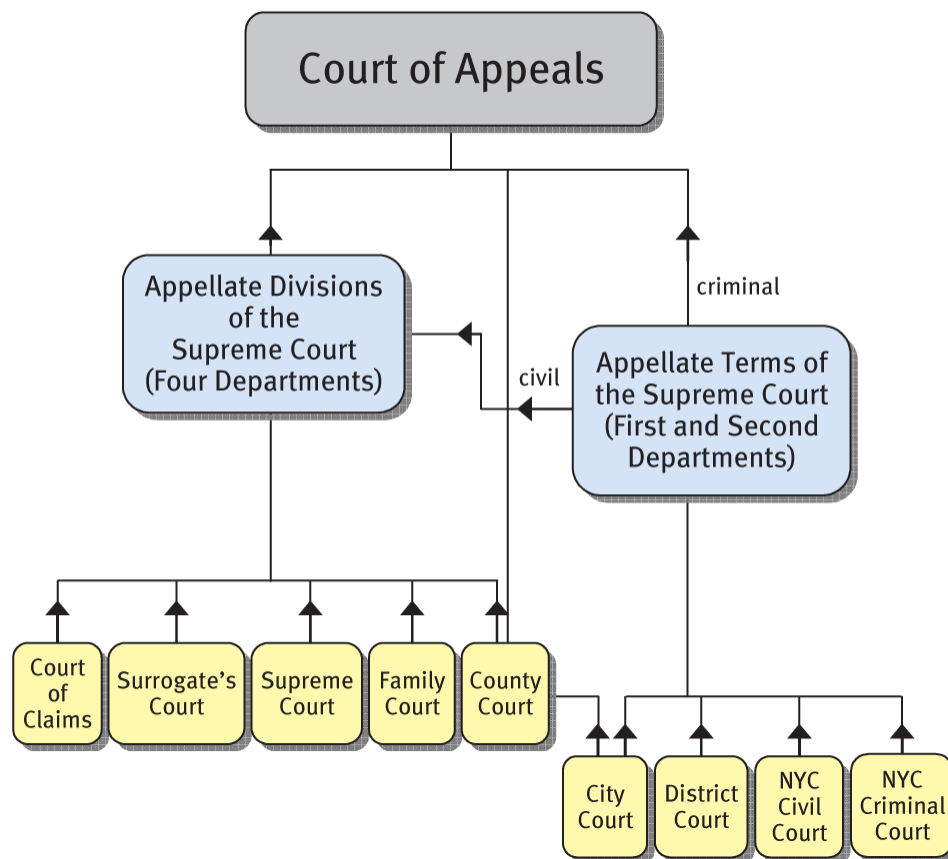 Court of Appeals
Appellate Divisions
of the
Supreme Court
(Four Departments)
criminal
civil
Appellate Terms of
the Supreme Court
(First and Second
Departments)
Court
of
Claims
Surrogate's
Court
Supreme
Court
Family
Court
County
Court
City
Court
District
Court
NYC
Civil
Court
NYC
Criminal
Court